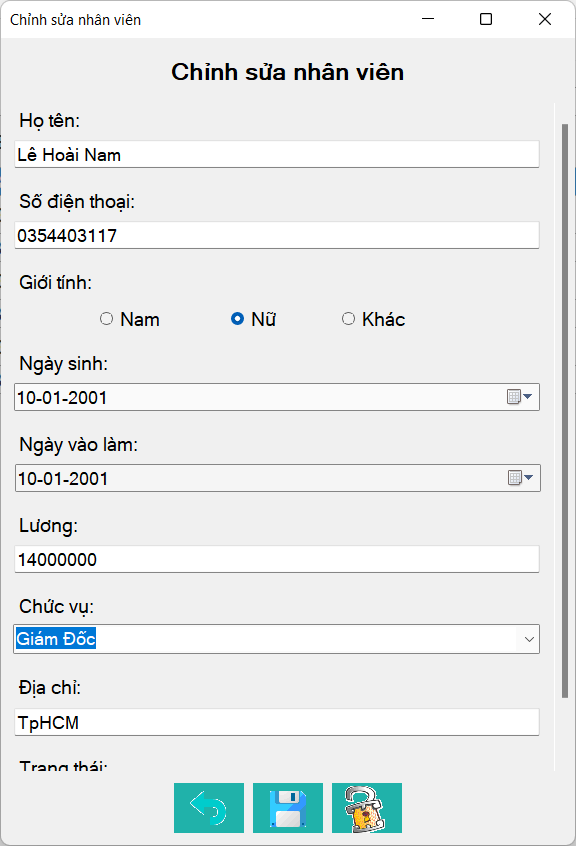 Chỉnh sửa nhân viên
Chỉnh sửa nhân viên
Họ tên:
Lê Hoài Nam
Số điện thoại:
0354403117
Giới tính:
Nam Nữ Khác
Ngày sinh:
10-01-2001
Ngày vào làm:
10-01-2001
Lương:
14000000
Chức vụ:
Giám Đốc
Địa chỉ:
TpHCM
Trạng thái: